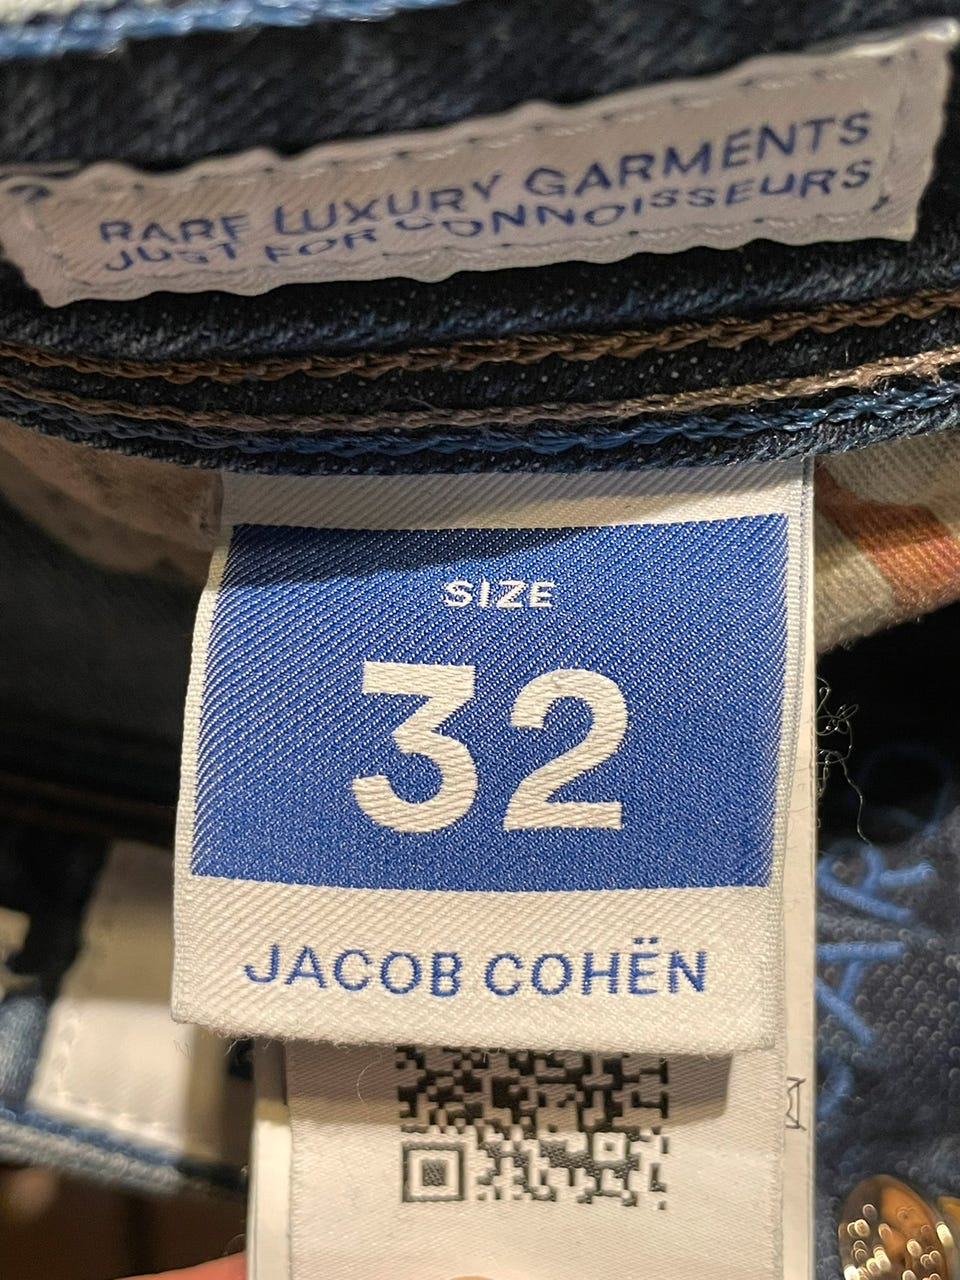 RARE LUXURY GARMENTS
JUST FOR CONNOISSEURS
SIZE
32
JACOB COHËN